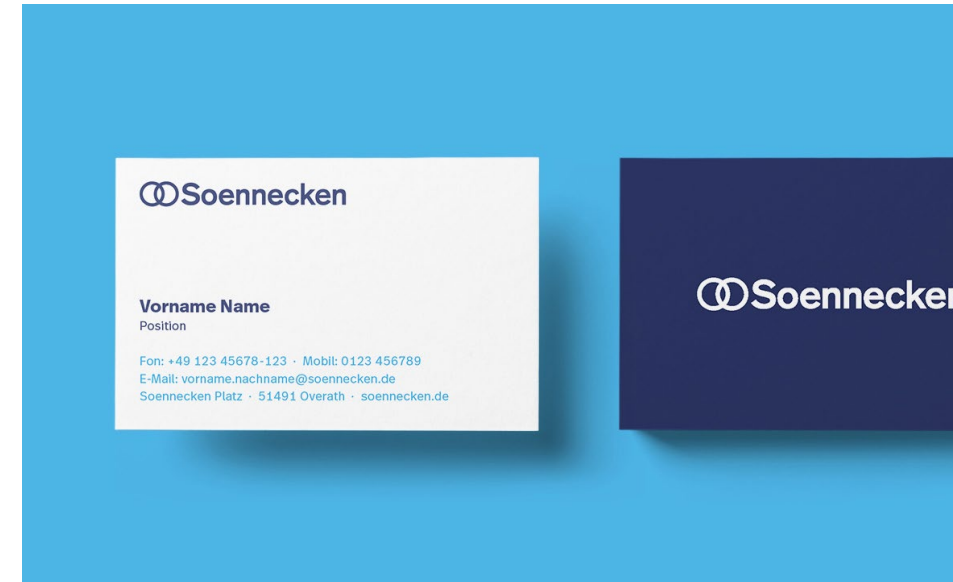 Soennecken
Vorname Name
Position
Fon: +49 123 45678-123 · Mobil: 0123 456789
E-Mail: vorname.nachname@soennecken.de
Soennecken Platz · 51491 Overath · soennecken.de
Soennecken